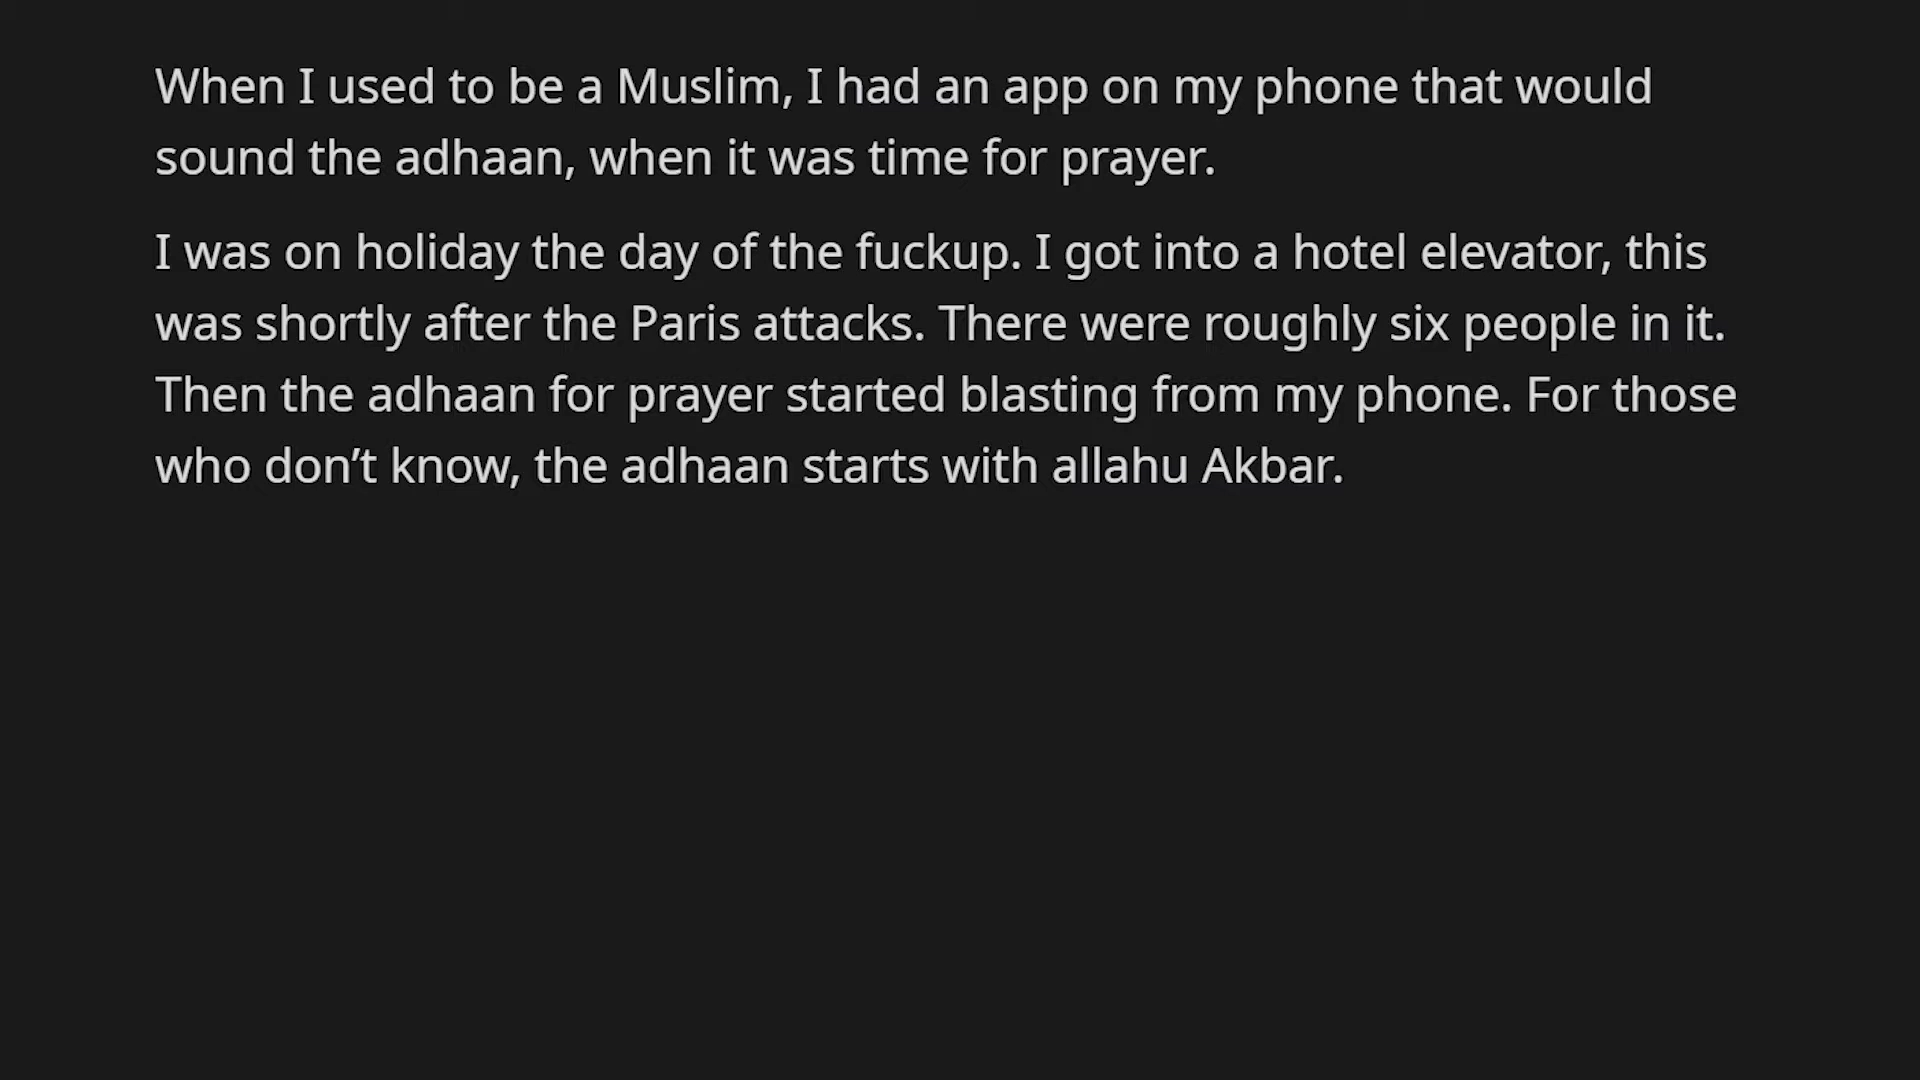 When I used to be a Muslim, I had an app on my phone that would
sound the adhaan, when it was time for prayer.
I was on holiday the day of the fuckup. I got into a hotel elevator, this
was shortly after the Paris attacks. There were roughly six people in it.
Then the adhaan for prayer started blasting from my phone. For those
who don’t know, the adhaan starts with allahu Akbar.